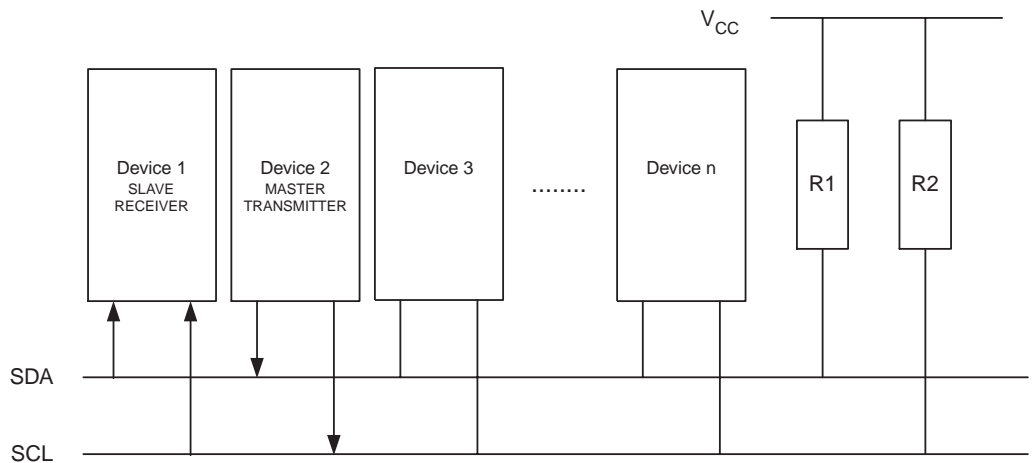 VCC
Device 1
SLAVE
RECEIVER
Device 2
MASTER
TRANSMITTER
Device 3
........
Device n
R1
R2
SDA
SCL